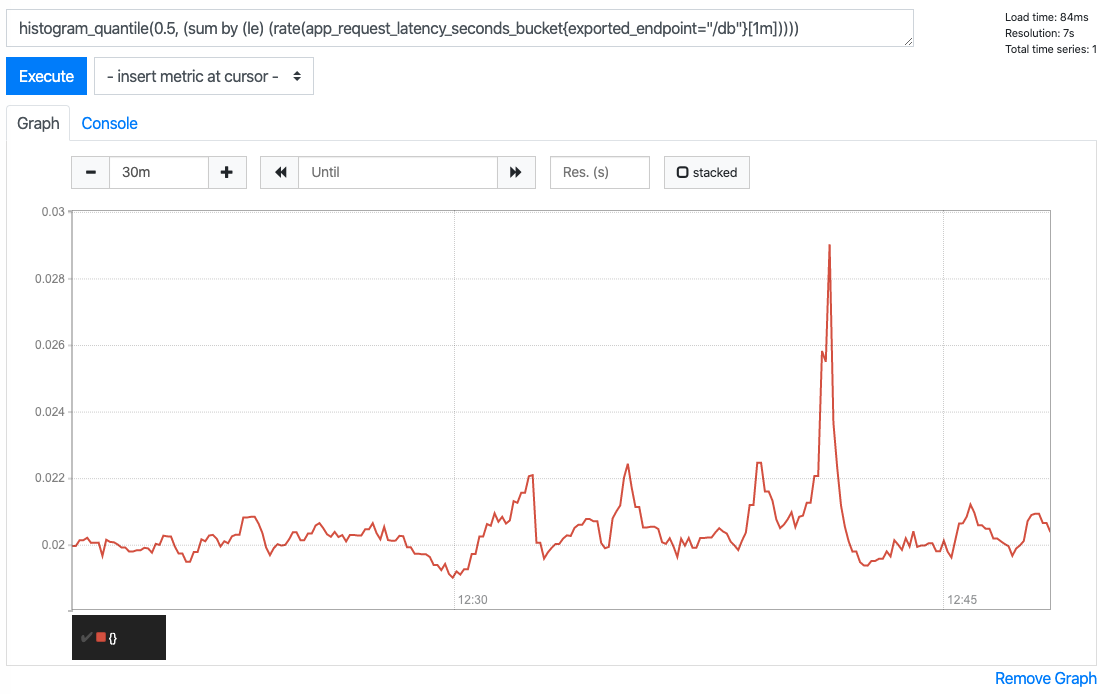 histogram_quantile(0.5, (sum by (le) (rate(app_request_latency_seconds_bucket{exported_endpoint="/db"}[1m]))))
Load time: 84ms
Resolution: 7s
Total time series: 1
Execute
- insert metric at cursor -
Graph
Console
30m
Until
Res. (s)
stacked
0.03
0.028
0.026
0.024
0.022
0.02
12:30
12:45
{}
Remove Graph